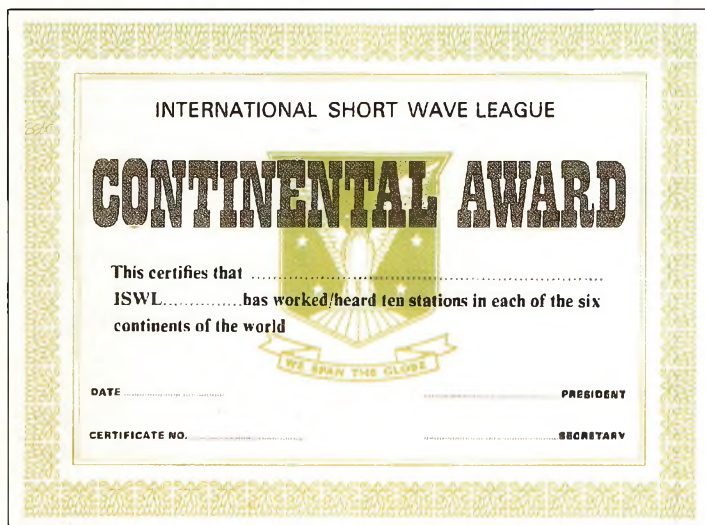 INTERNATIONAL SHORT WAVE LEAGUE
CONTINENTAL AWARD
This certifies that ................................................
ISWL..............has worked/heard ten stations in each of the six
continents of the world
WE SPAN THE GLOBE
DATE ..........................
PRESIDENT
CERTIFICATE NO. ..........................
SECRETARY